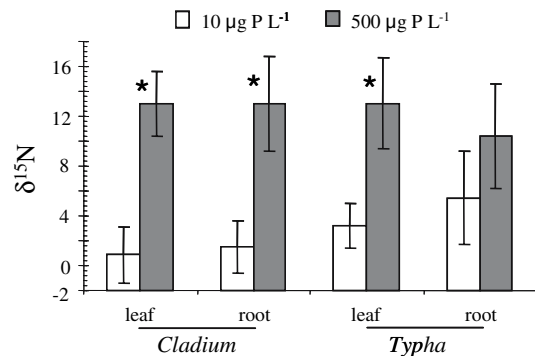 10 µg P L⁻¹ 500 µg P L⁻¹
16
12
8
4
0
-2
δ¹⁵N
* * *
leaf root leaf root
Cladium Typha